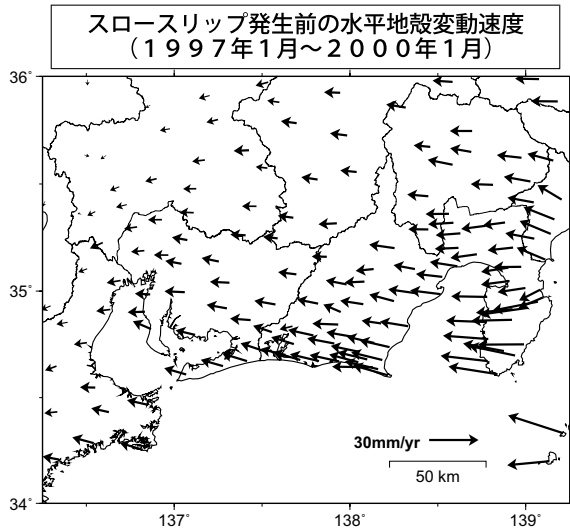 スロースリップ発生前の水平地殻変動速度
（１９９７年１月～２０００年１月）
36˚
35˚
34˚
30mm/yr
50 km
137˚
138˚
139˚